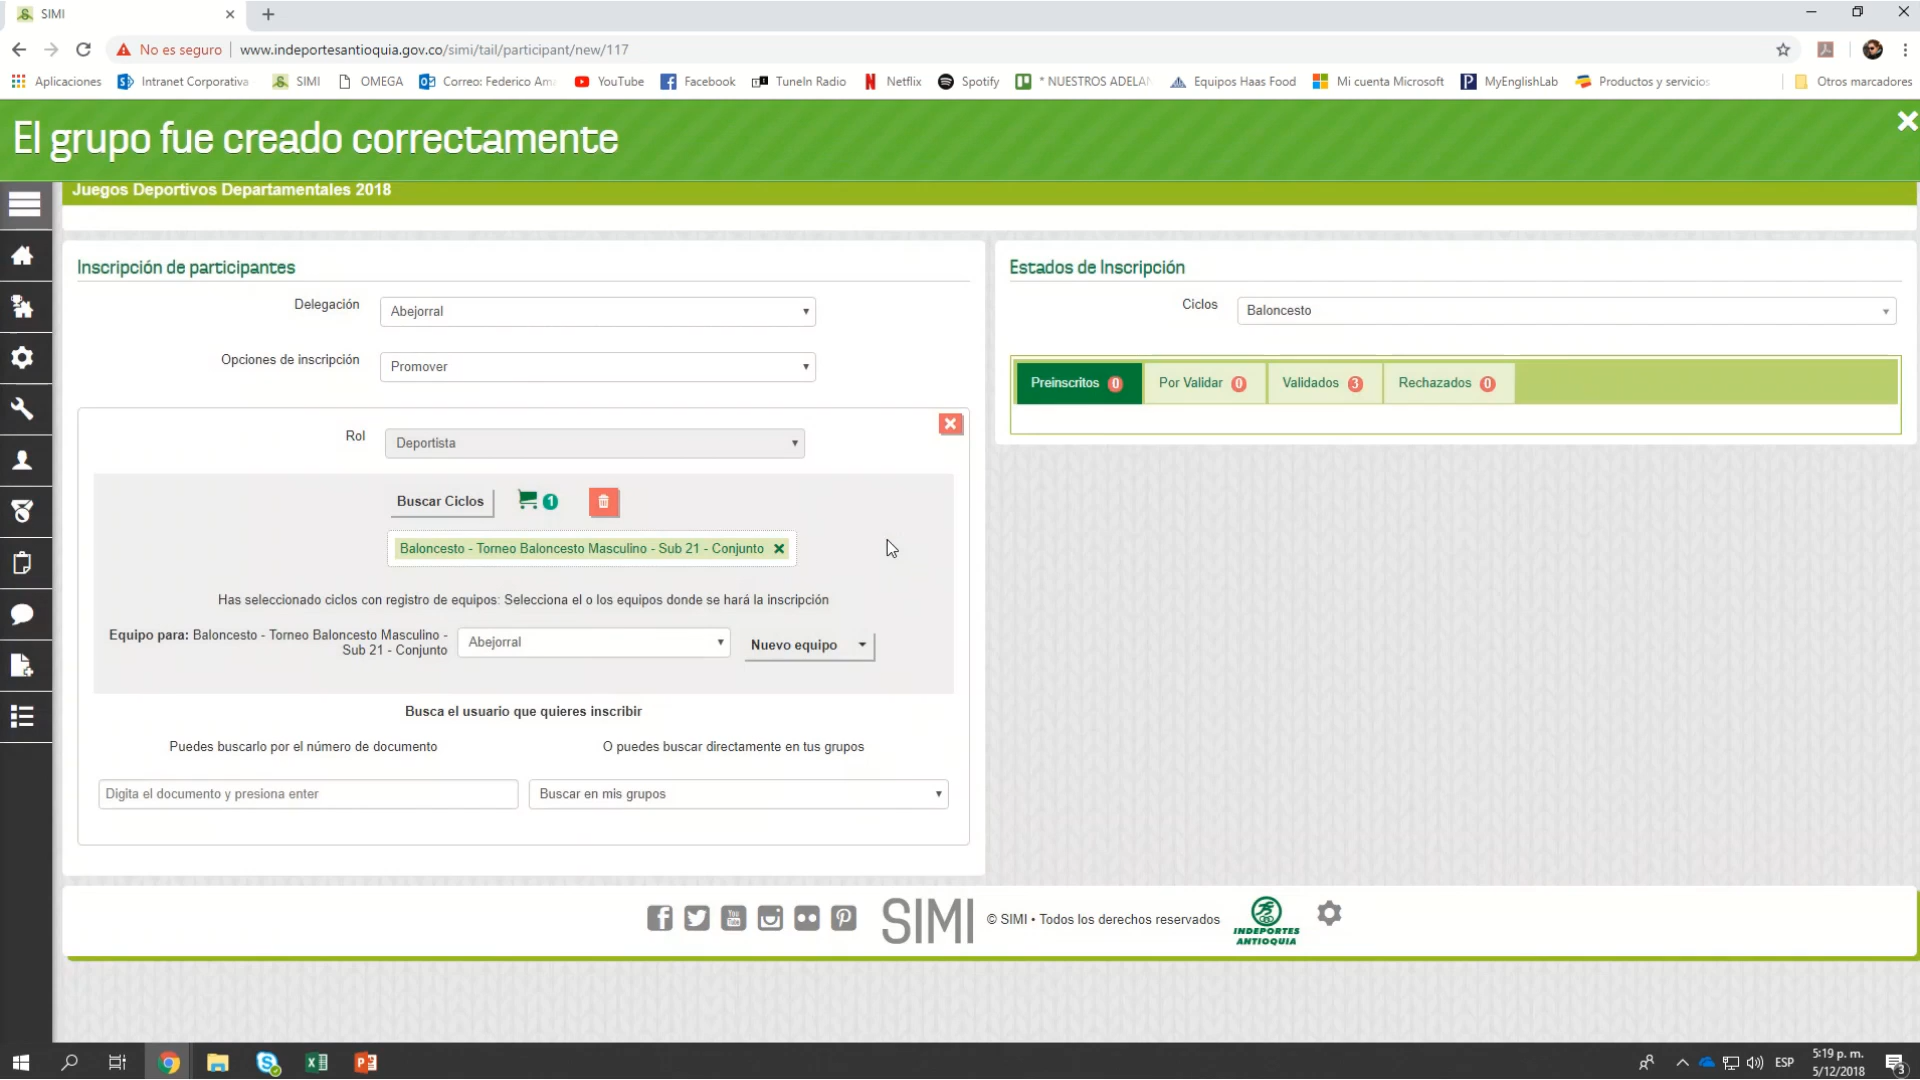 SIMI
No es seguro
www.indeportesantioquia.gov.co/simi/tail/participant/new/117
Aplicaciones
Intranet Corporativa
SIMI
OMEGA
Correo: Federico Am
YouTube
Facebook
TuneIn Radio
Netflix
Spotify
* NUESTROS ADELAN
Equipos Haas Food
Mi cuenta Microsoft
MyEnglishLab
Productos y servicios
Otros marcadores
El grupo fue creado correctamente
Juegos Deportivos Departamentales 2018
Inscripción de participantes
Delegación
Abejorral
Opciones de inscripción
Promover
Rol
Deportista
Buscar Ciclos
1
Baloncesto - Torneo Baloncesto Masculino - Sub 21 - Conjunto
Has seleccionado ciclos con registro de equipos: Selecciona el o los equipos donde se hará la inscripción
Equipo para: Baloncesto - Torneo Baloncesto Masculino -
Sub 21 - Conjunto
Abejorral
Nuevo equipo
Busca el usuario que quieres inscribir
Puedes buscarlo por el número de documento
O puedes buscar directamente en tus grupos
Digita el documento y presiona enter
Buscar en mis grupos
Estados de Inscripción
Ciclos
Baloncesto
Preinscritos 0
Por Validar 0
Validados 3
Rechazados 0
SIMI
© SIMI • Todos los derechos reservados
INDEPORTES
ANTIOQUIA
ESP
5:19 p. m.
5/12/2018
3